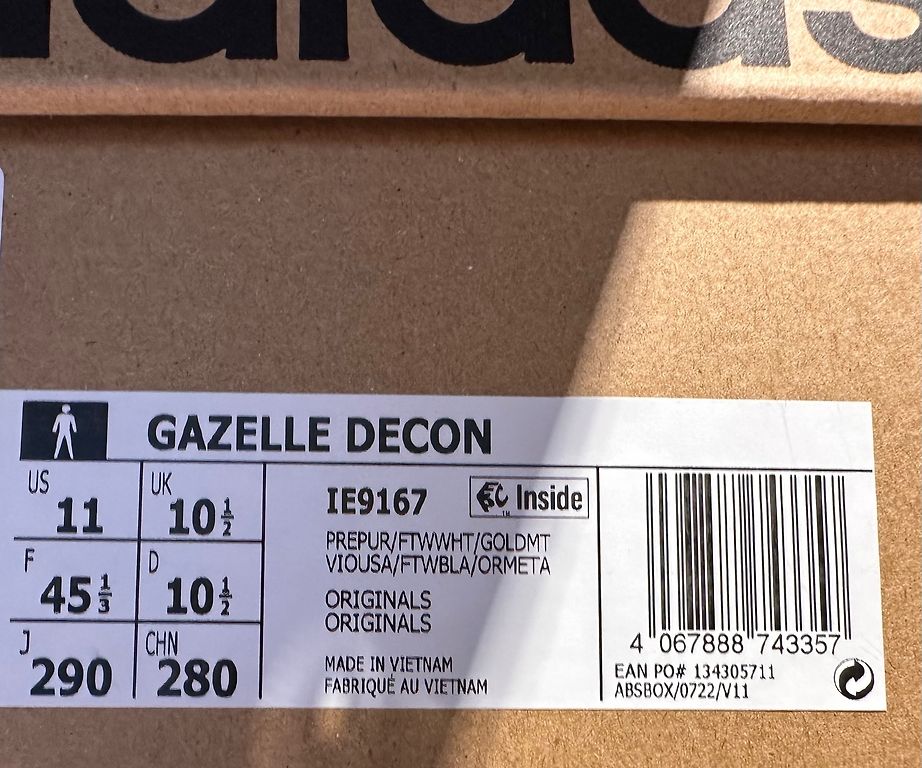 adidas
GAZELLE DECON
US 11
UK 10 1/2
F 45 1/3
D 10 1/2
J 290
CHN 280
IE9167
Inside
PREPUR/FTWWHT/GOLDMT
VIOUSA/FTWBLA/ORMETA
ORIGINALS
ORIGINALS
MADE IN VIETNAM
FABRIQUÉ AU VIETNAM
4 067888 743357
EAN PO# 134305711
ABSBOX/0722/V11